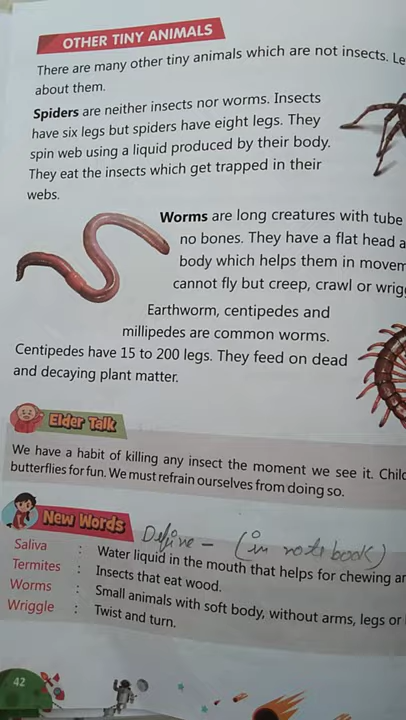 OTHER TINY ANIMALS
There are many other tiny animals which are not insects. Le
about them.
Spiders are neither insects nor worms. Insects
have six legs but spiders have eight legs. They
spin web using a liquid produced by their body.
They eat the insects which get trapped in their
webs.
Worms are long creatures with tube
no bones. They have a flat head a
body which helps them in movem
cannot fly but creep, crawl or wrig
Earthworm, centipedes and
millipedes are common worms.
Centipedes have 15 to 200 legs. They feed on dead
and decaying plant matter.
Elder Talk
We have a habit of killing any insect the moment we see it. Chil
butterflies for fun. We must refrain ourselves from doing so.
New Words Define - (in notebook)
Saliva : Water liquid in the mouth that helps for chewing an
Termites : Insects that eat wood.
Worms : Small animals with soft body, without arms, legs or
Wriggle : Twist and turn.
42